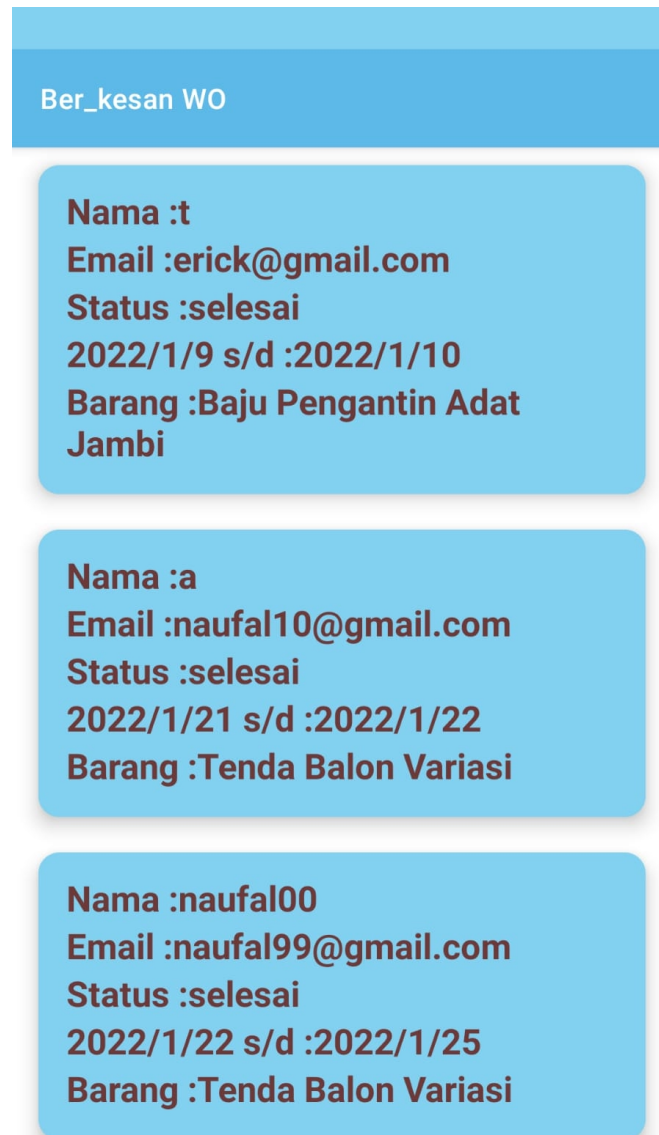 Ber_kesan WO
Nama :t
Email :erick@gmail.com
Status :selesai
2022/1/9 s/d :2022/1/10
Barang :Baju Pengantin Adat
Jambi
Nama :a
Email :naufal10@gmail.com
Status :selesai
2022/1/21 s/d :2022/1/22
Barang :Tenda Balon Variasi
Nama :naufal00
Email :naufal99@gmail.com
Status :selesai
2022/1/22 s/d :2022/1/25
Barang :Tenda Balon Variasi